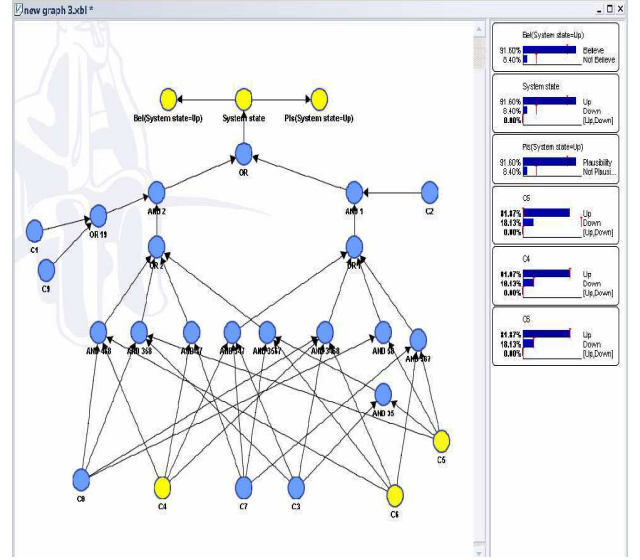 new graph 3.xbl *
Bel(System state=Up)
System state
Pls(System state=Up)
OR
AND 2
AND 1
C2
OR 19
C1
C9
OR 2
AND 35
C5
C8
C4
C7
C3
C6
Bel(System state=Up)
91.60% Believe
8.40% Not Believe
System state
91.60% Up
8.40% Down
0.00% [Up,Down]
Pls(System state=Up)
91.60% Plausibility
8.40% Not Plausi...
C5
81.87% Up
18.13% Down
0.00% [Up,Down]
C4
81.87% Up
18.13% Down
0.00% [Up,Down]
C6
81.87% Up
18.13% Down
0.00% [Up,Down]